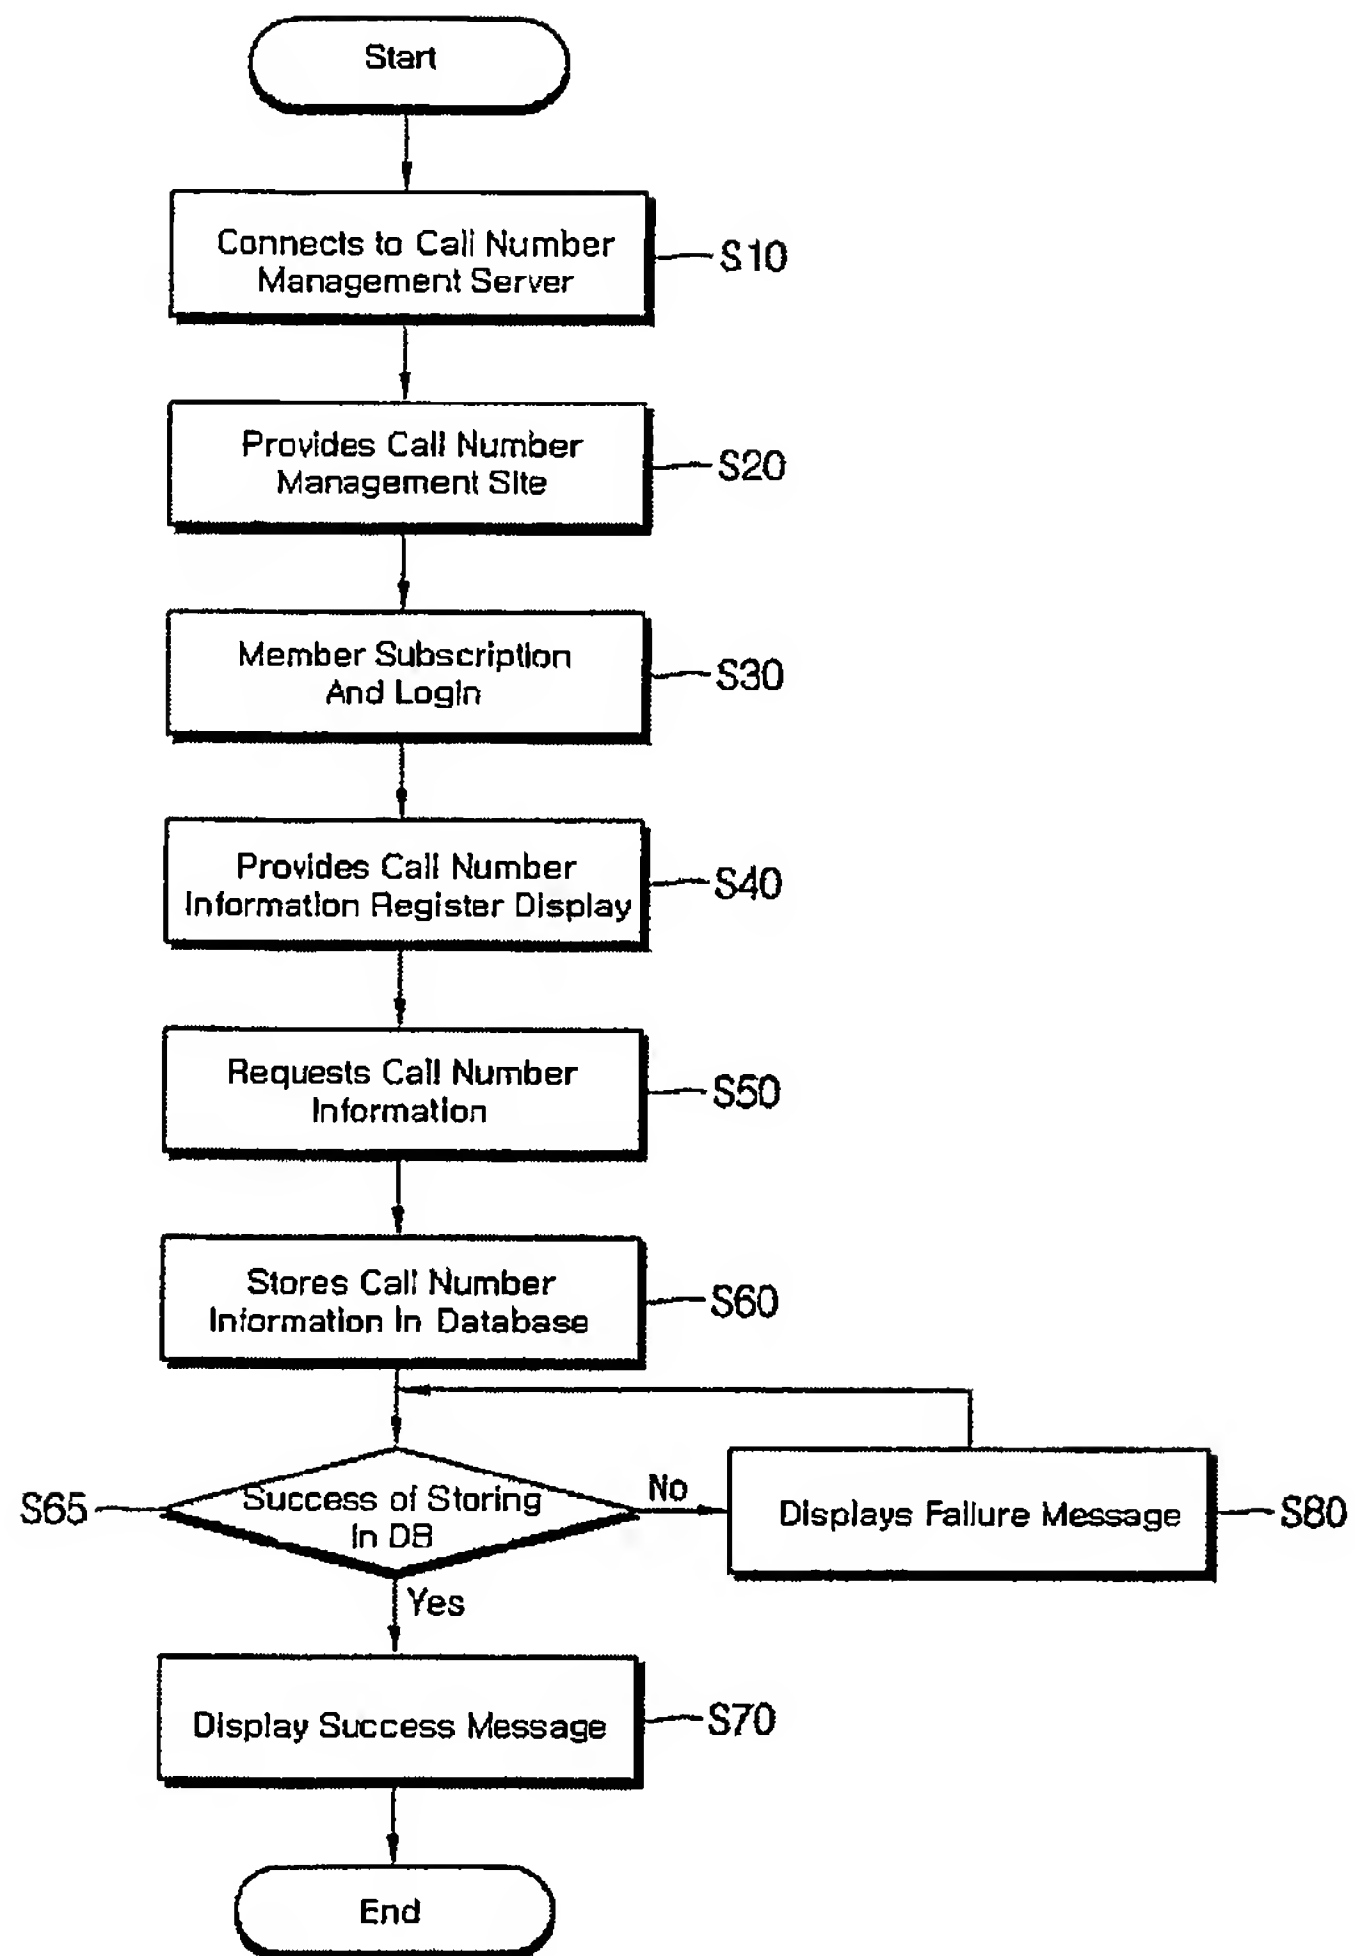 Start
Connects to Call Number
Management Server
S10
Provides Call Number
Management Site
S20
Member Subscription
And Login
S30
Provides Call Number
Information Register Display
S40
Requests Call Number
Information
S50
Stores Call Number
Information In Database
S60
S65
Success of Storing
In DB
No
Displays Failure Message
S80
Yes
Display Success Message
S70
End